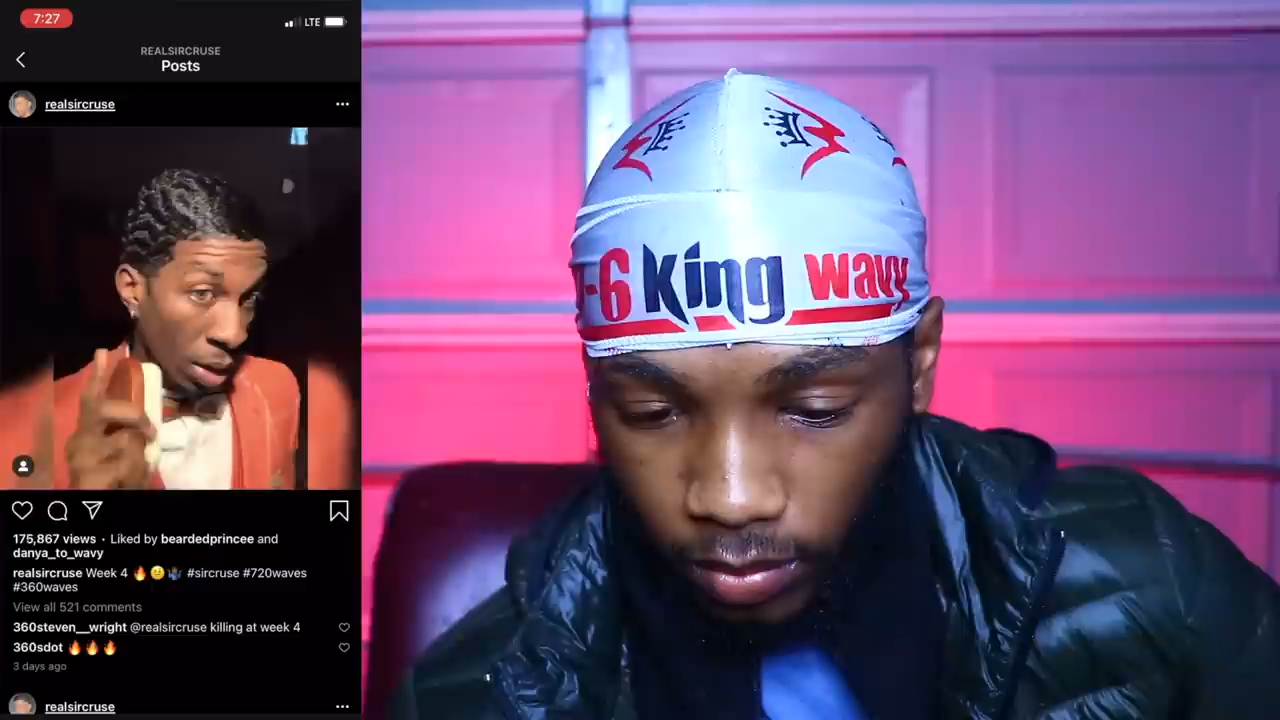 7:27
LTE
REALSIRCRUSE
Posts
realsircruse
175,867 views · Liked by beardedprincee and
danya_to_wavy
realsircruse Week 4 🔥😐🤷🏿‍♂️ #sircruse #720waves
#360waves
View all 521 comments
360steven__wright @realsircruse killing at week 4
360sdot 🔥🔥🔥
3 days ago
realsircruse
-6 King wavy